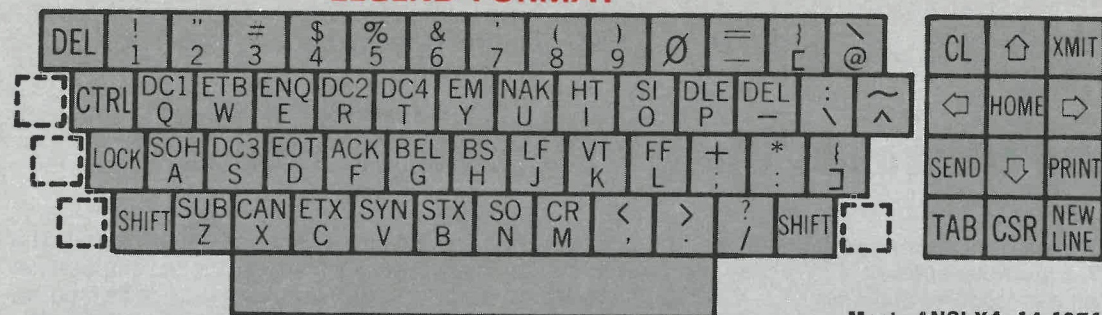 LEGEND FORMAT
! " # $ % & ' ( ) = } \
DEL 1 2 3 4 5 6 7 8 9 Ø — [ @
CL ⇧ XMIT
DC1 ETB ENQ DC2 DC4 EM NAK HT SI DLE DEL : ~
CTRL Q W E R T Y U I O P — \ ^
⇦ HOME ⇨
SOH DC3 EOT ACK BEL BS LF VT FF + * {
LOCK A S D F G H J K L ; : ]
SEND ⇩ PRINT
SUB CAN ETX SYN STX SO CR < > ?
SHIFT Z X C V B N M , . / SHIFT
TAB CSR NEW
LINE